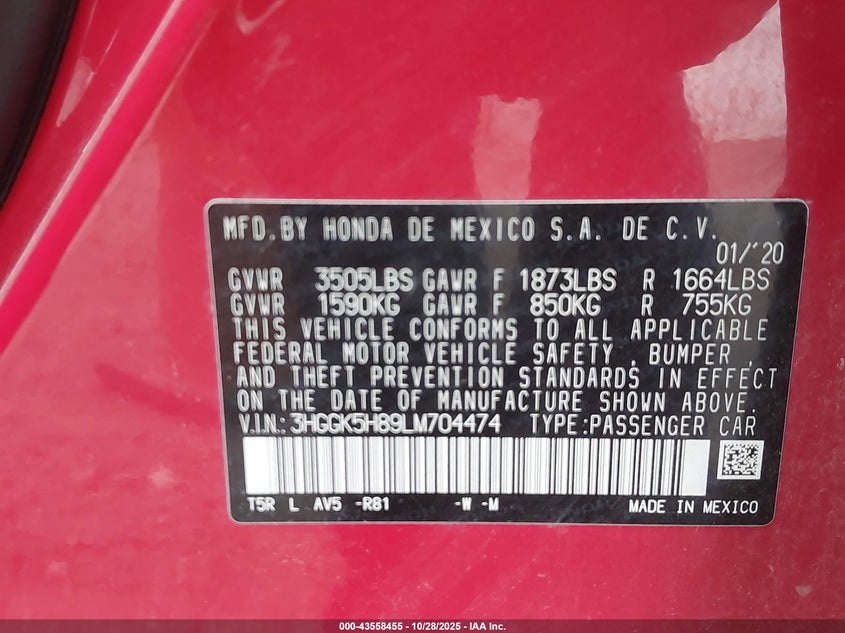 MFD. BY HONDA DE MEXICO S.A. DE C.V.
01/'20
GVWR 3505LBS GAWR F 1873LBS R 1664LBS
GVWR 1590KG GAWR F 850KG R 755KG
THIS VEHICLE CONFORMS TO ALL APPLICABLE
FEDERAL MOTOR VEHICLE SAFETY , BUMPER ,
AND THEFT PREVENTION STANDARDS IN EFFECT
ON THE DATE OF MANUFACTURE SHOWN ABOVE.
V.I.N.: 3HGGK5H89LM704474 TYPE:PASSENGER CAR
T5R L AV5 -R81 -W -M MADE IN MEXICO
000-43558455 | 10/28/2025 - IAA Inc.